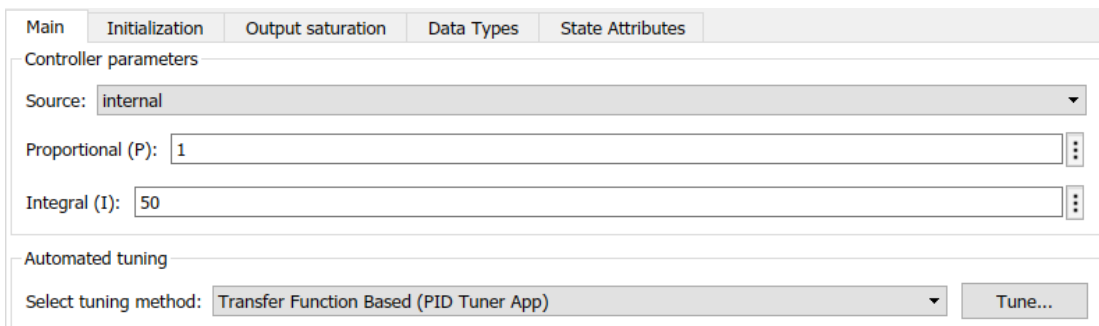 Main Initialization Output saturation Data Types State Attributes
Controller parameters
Source: internal
Proportional (P): 1
Integral (I): 50
Automated tuning
Select tuning method: Transfer Function Based (PID Tuner App) Tune...